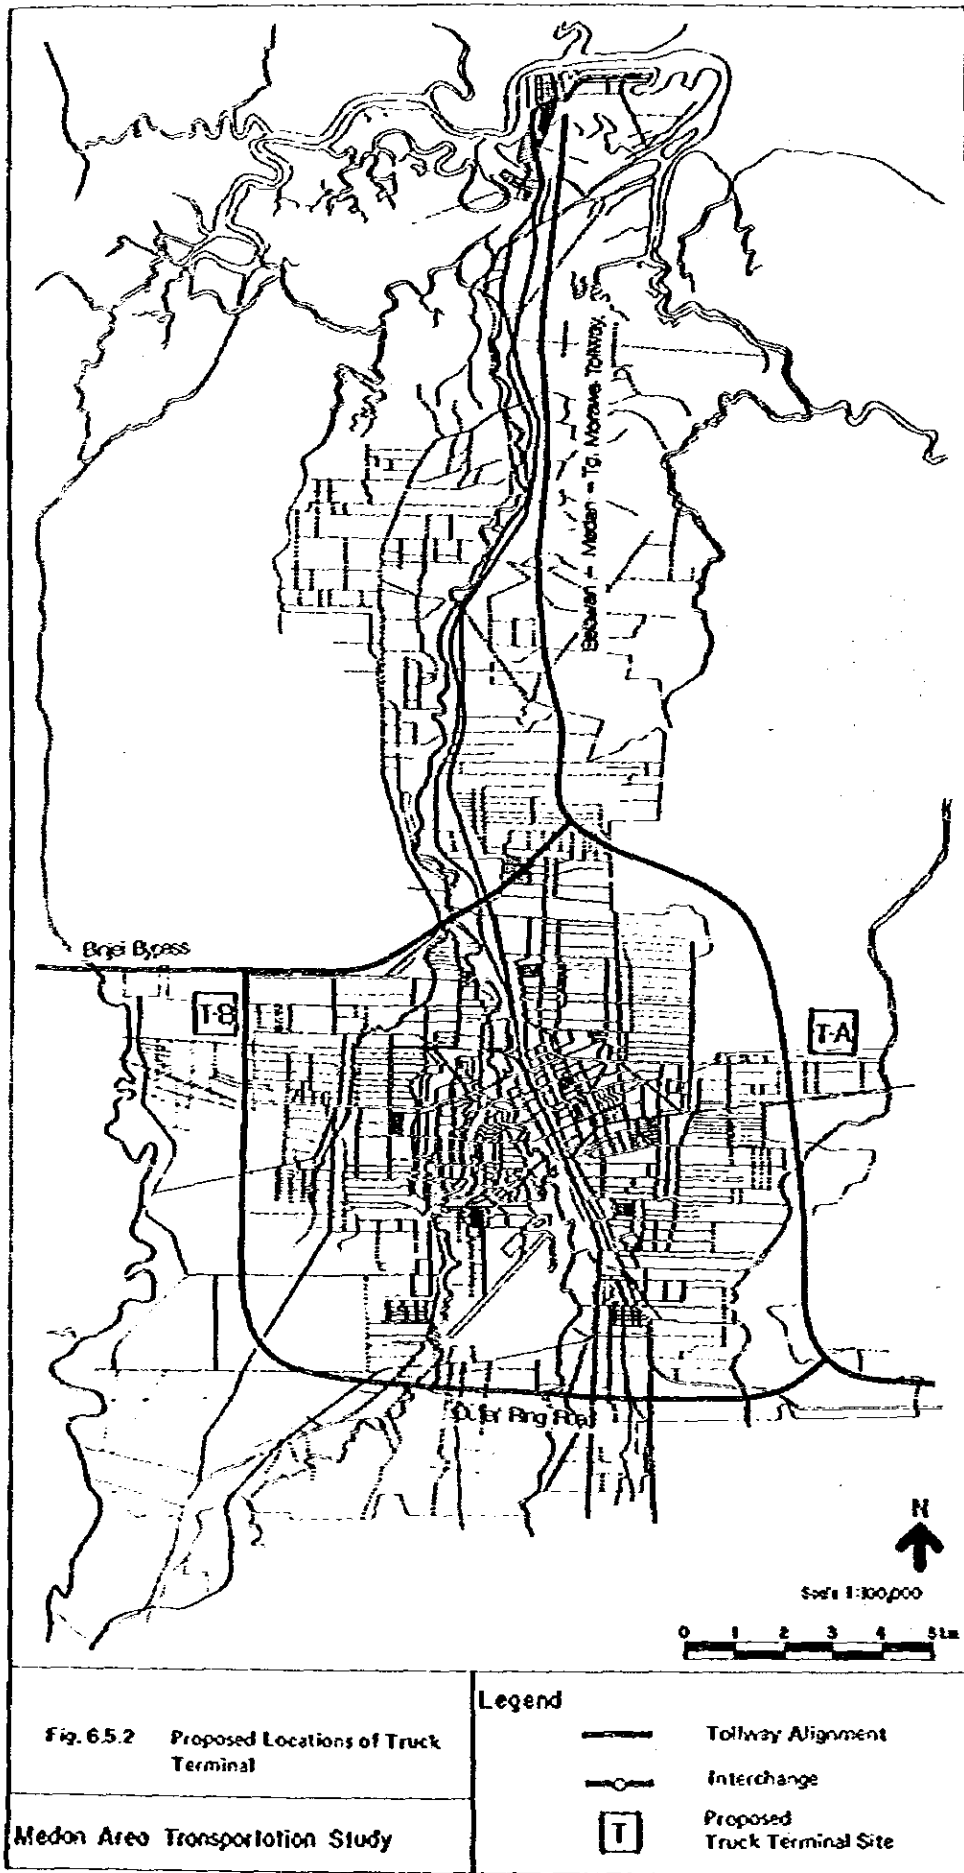 Belawan - Medan - Tg. Morawa Tollway
Binjei Bypass
T-B
T-A
Outer Ring Road
N
Scale 1:100,000
0 1 2 3 4 5 km
Fig. 6.5.2 Proposed Locations of Truck
Terminal
Medan Area Transportation Study
Legend
Tollway Alignment
Interchange
T
Proposed
Truck Terminal Site